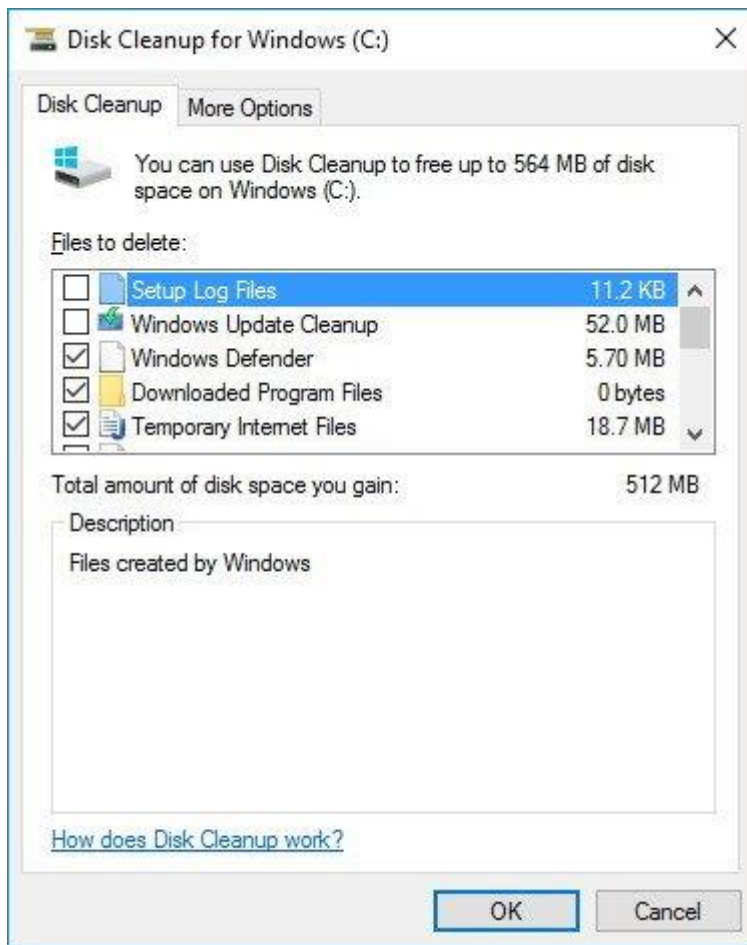 Disk Cleanup for Windows (C:)
Disk Cleanup
More Options
You can use Disk Cleanup to free up to 564 MB of disk
space on Windows (C:).
Files to delete:
Setup Log Files 11.2 KB
Windows Update Cleanup 52.0 MB
Windows Defender 5.70 MB
Downloaded Program Files 0 bytes
Temporary Internet Files 18.7 MB
Total amount of disk space you gain: 512 MB
Description
Files created by Windows
How does Disk Cleanup work?
OK Cancel